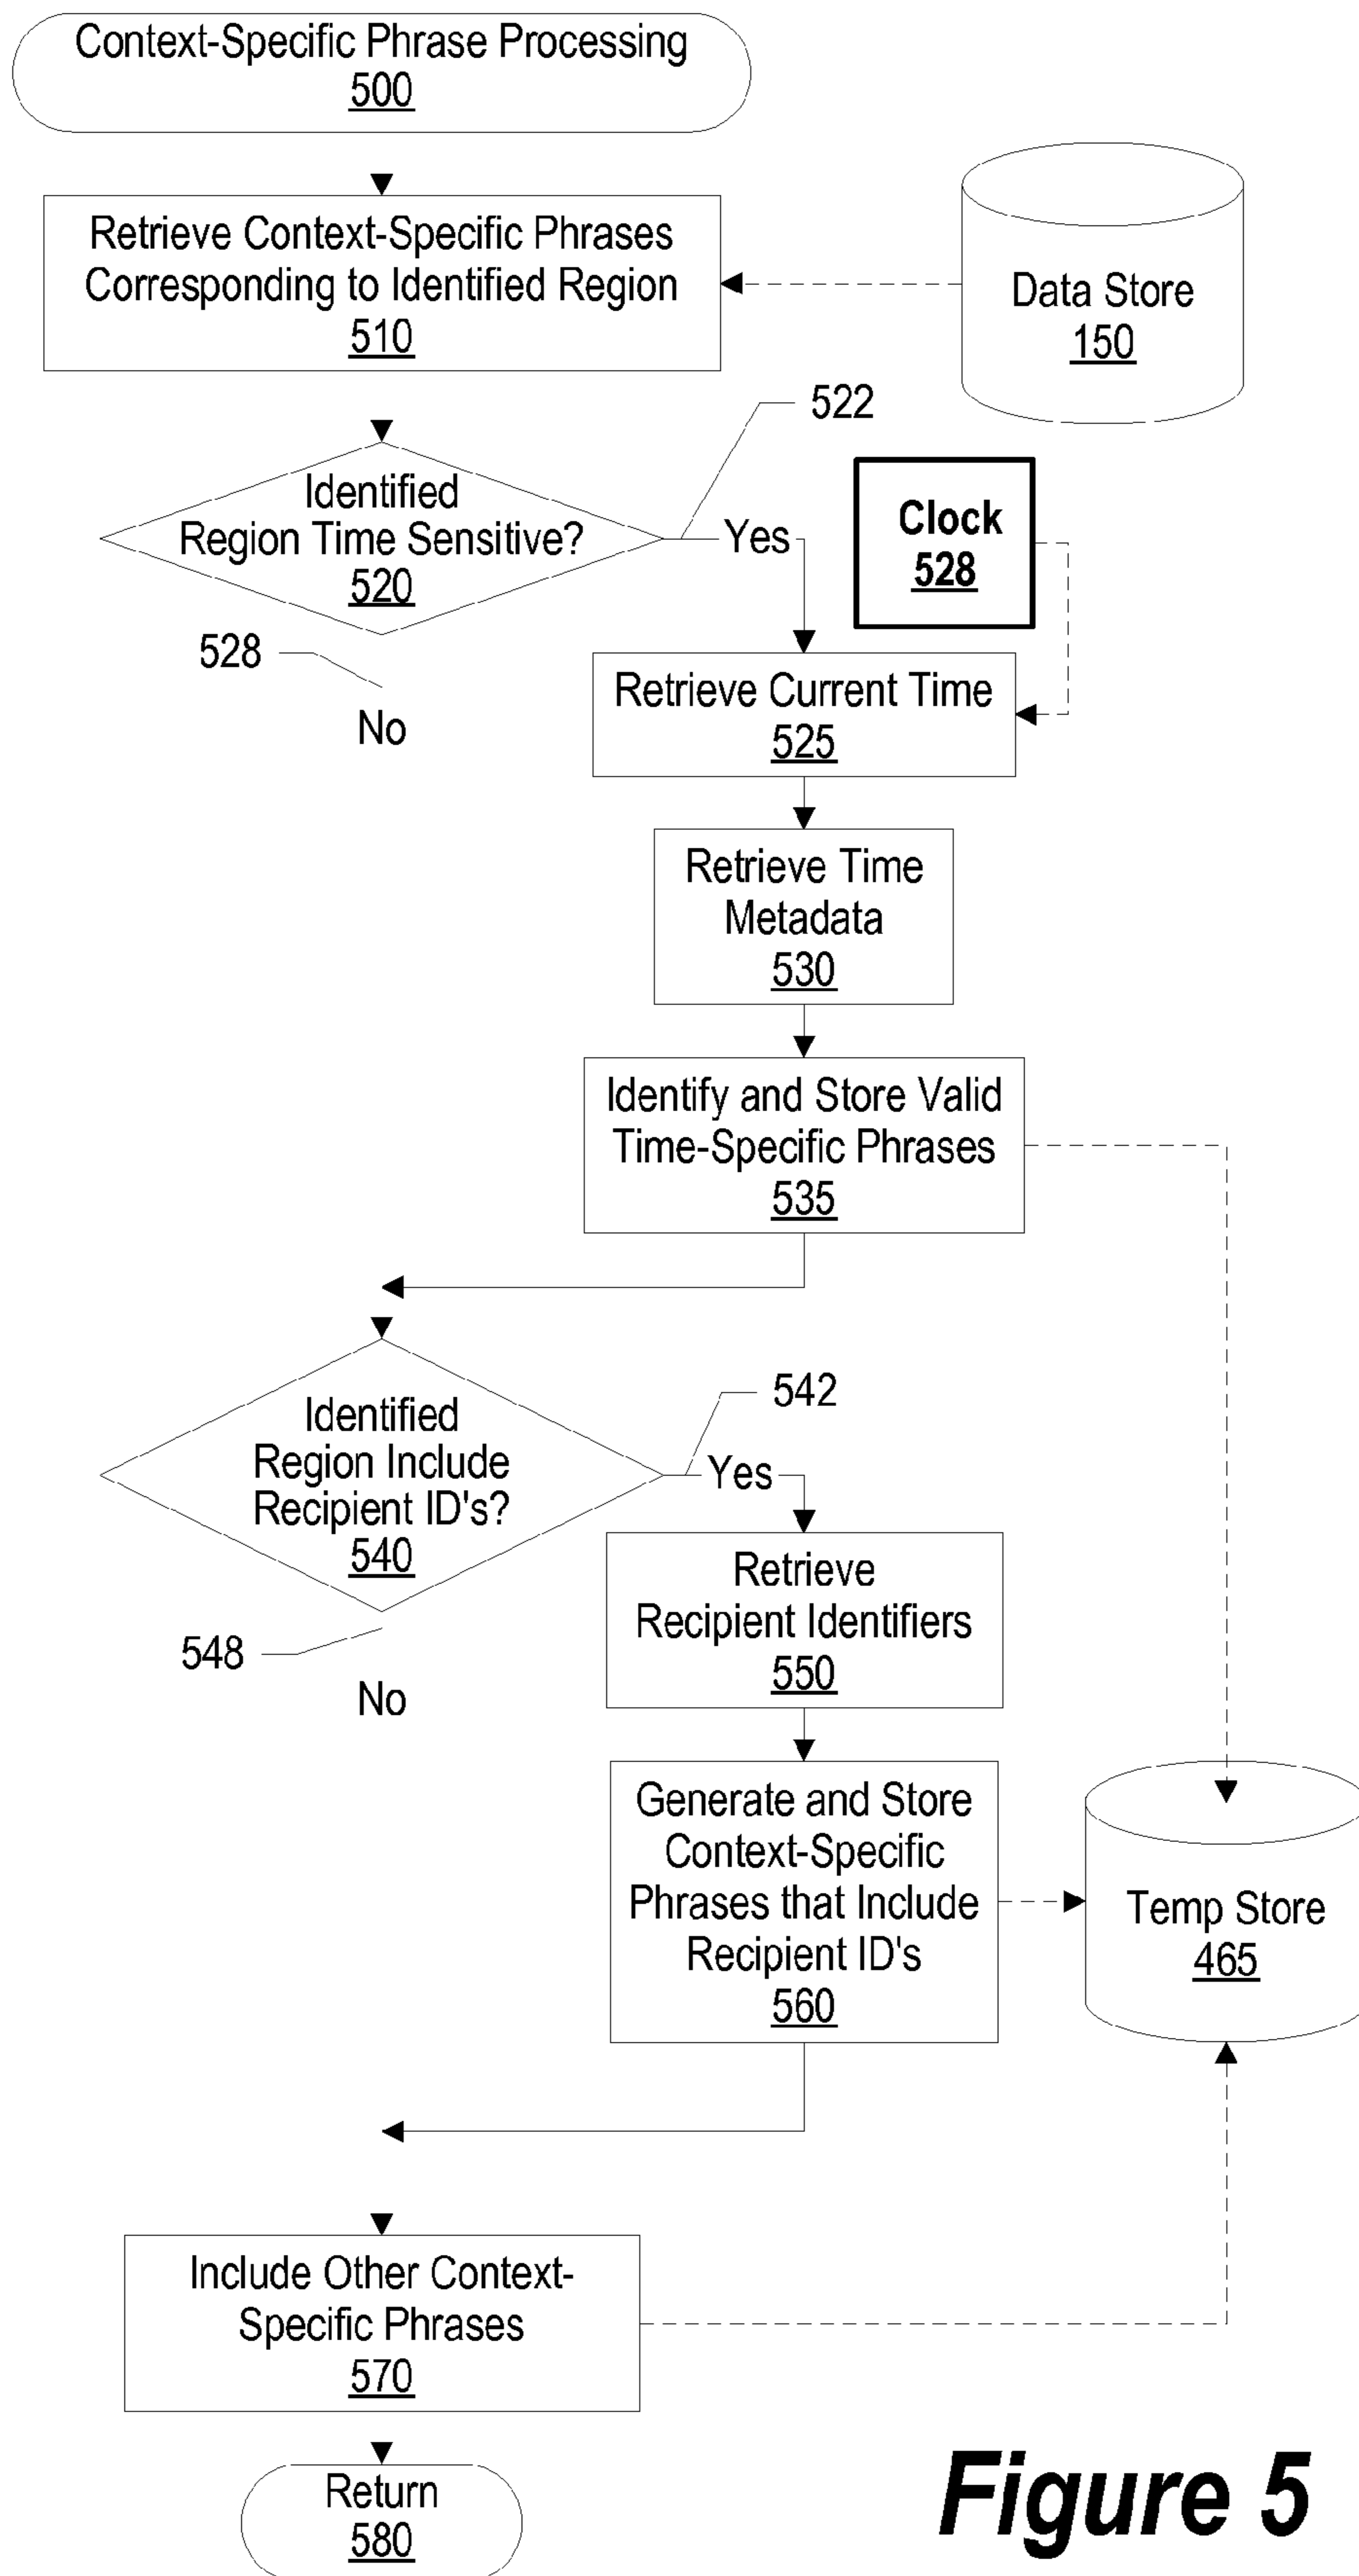 Context-Specific Phrase Processing
500
Retrieve Context-Specific Phrases
Corresponding to Identified Region
510
Data Store
150
522
Identified
Region Time Sensitive?
520
Yes
Clock
528
528
No
Retrieve Current Time
525
Retrieve Time
Metadata
530
Identify and Store Valid
Time-Specific Phrases
535
542
Identified
Region Include
Recipient ID's?
540
Yes
548
No
Retrieve
Recipient Identifiers
550
Generate and Store
Context-Specific
Phrases that Include
Recipient ID's
560
Temp Store
465
Include Other Context-
Specific Phrases
570
Return
580
Figure 5